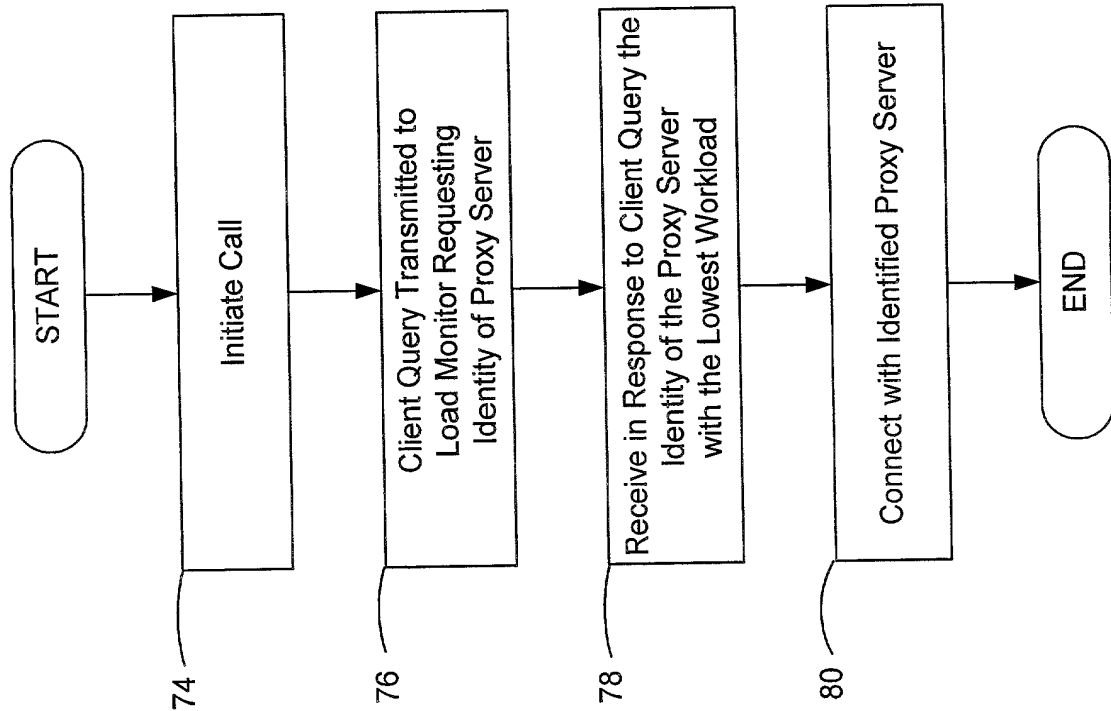 START
74
Initiate Call
76
Client Query Transmitted to
Load Monitor Requesting
Identity of Proxy Server
78
Receive in Response to Client Query the
Identity of the Proxy Server
with the Lowest Workload
80
Connect with Identified Proxy Server
END